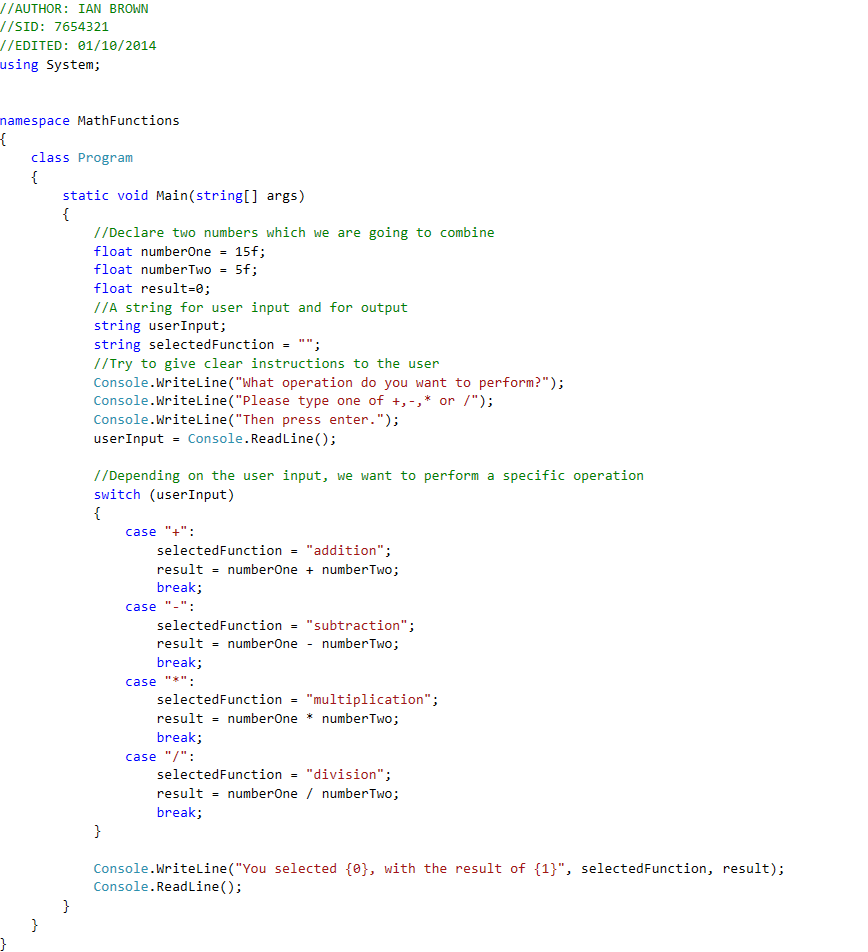 //AUTHOR: IAN BROWN
//SID: 7654321
//EDITED: 01/10/2014
using System;
namespace MathFunctions
{
    class Program
    {
        static void Main(string[] args)
        {
            //Declare two numbers which we are going to combine
            float numberOne = 15f;
            float numberTwo = 5f;
            float result=0;
            //A string for user input and for output
            string userInput;
            string selectedFunction = "";
            //Try to give clear instructions to the user
            Console.WriteLine("What operation do you want to perform?");
            Console.WriteLine("Please type one of +,-,* or /");
            Console.WriteLine("Then press enter.");
            userInput = Console.ReadLine();

            //Depending on the user input, we want to perform a specific operation
            switch (userInput)
            {
                case "+":
                    selectedFunction = "addition";
                    result = numberOne + numberTwo;
                    break;
                case "-":
                    selectedFunction = "subtraction";
                    result = numberOne - numberTwo;
                    break;
                case "*":
                    selectedFunction = "multiplication";
                    result = numberOne * numberTwo;
                    break;
                case "/":
                    selectedFunction = "division";
                    result = numberOne / numberTwo;
                    break;
            }

            Console.WriteLine("You selected {0}, with the result of {1}", selectedFunction, result);
            Console.ReadLine();
        }
    }
}